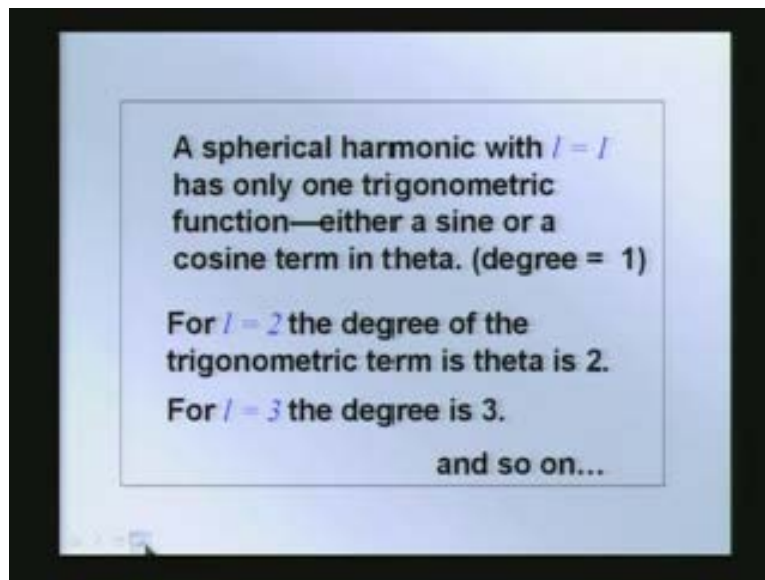 A spherical harmonic with l = 1
has only one trigonometric
function—either a sine or a
cosine term in theta. (degree = 1)
For l = 2 the degree of the
trigonometric term is theta is 2.
For l = 3 the degree is 3.
and so on...